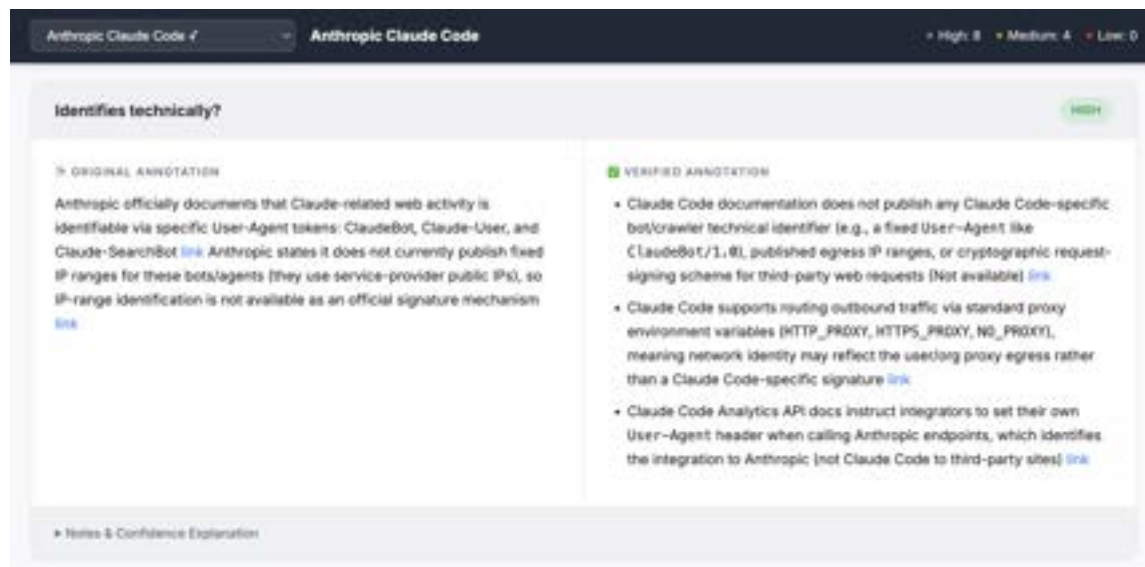 Anthropic Claude Code ✓
Anthropic Claude Code
High: 8 Medium: 4 Low: 0
Identifies technically?
HIGH
ORIGINAL ANNOTATION
Anthropic officially documents that Claude-related web activity is
identifiable via specific User-Agent tokens: ClaudeBot, Claude-User, and
Claude-SearchBot link Anthropic states it does not currently publish fixed
IP ranges for these bots/agents (they use service-provider public IPs), so
IP-range identification is not available as an official signature mechanism
link
VERIFIED ANNOTATION
• Claude Code documentation does not publish any Claude Code-specific
bot/crawler technical identifier (e.g., a fixed User-Agent like
ClaudeBot/1.0), published egress IP ranges, or cryptographic request-
signing scheme for third-party web requests (Not available) link
• Claude Code supports routing outbound traffic via standard proxy
environment variables (HTTP_PROXY, HTTPS_PROXY, NO_PROXY),
meaning network identity may reflect the user/org proxy egress rather
than a Claude Code-specific signature link
• Claude Code Analytics API docs instruct integrators to set their own
User-Agent header when calling Anthropic endpoints, which identifies
the integration to Anthropic (not Claude Code to third-party sites) link
▸ Notes & Confidence Explanation